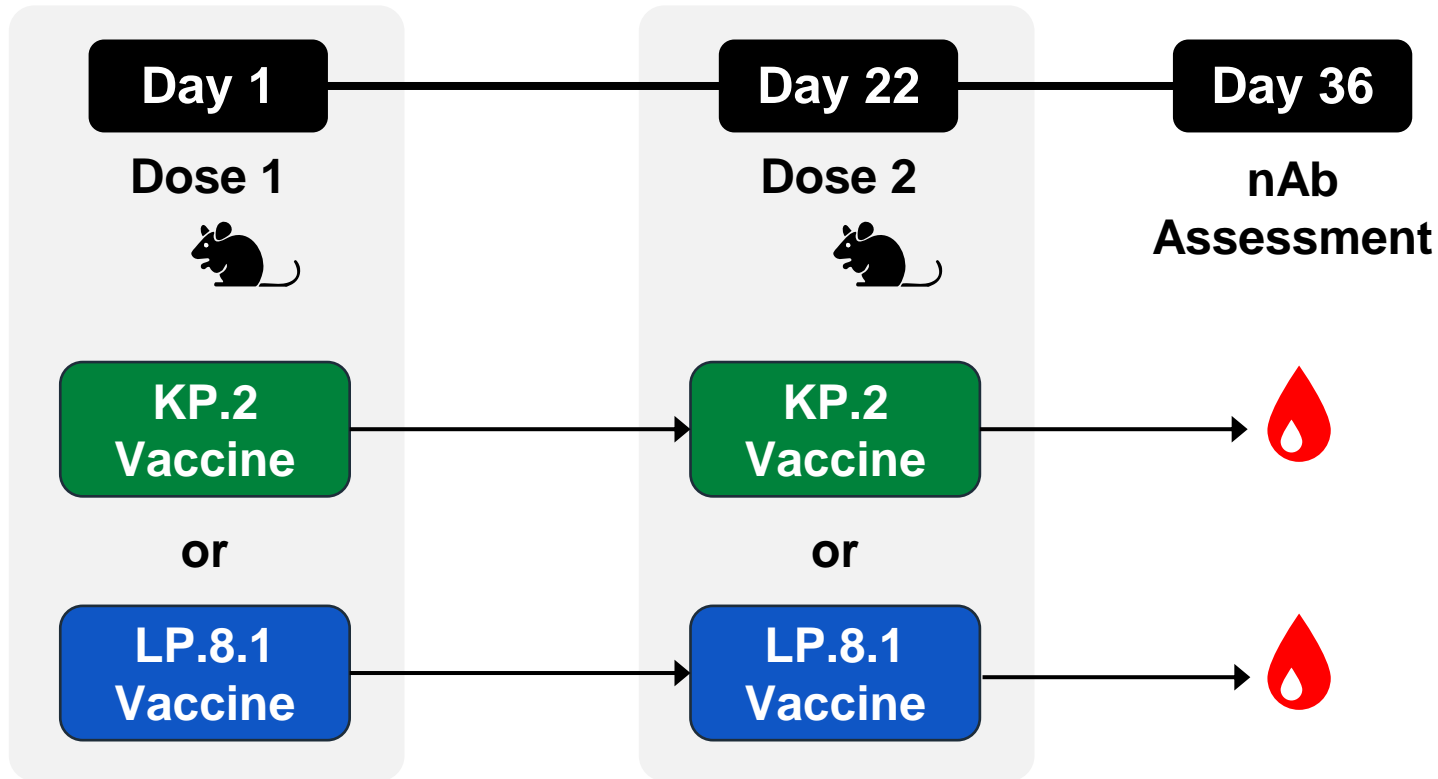 Day 1
Day 22
Day 36
Dose 1
Dose 2
nAb
Assessment
KP.2
Vaccine
KP.2
Vaccine
or
or
LP.8.1
Vaccine
LP.8.1
Vaccine